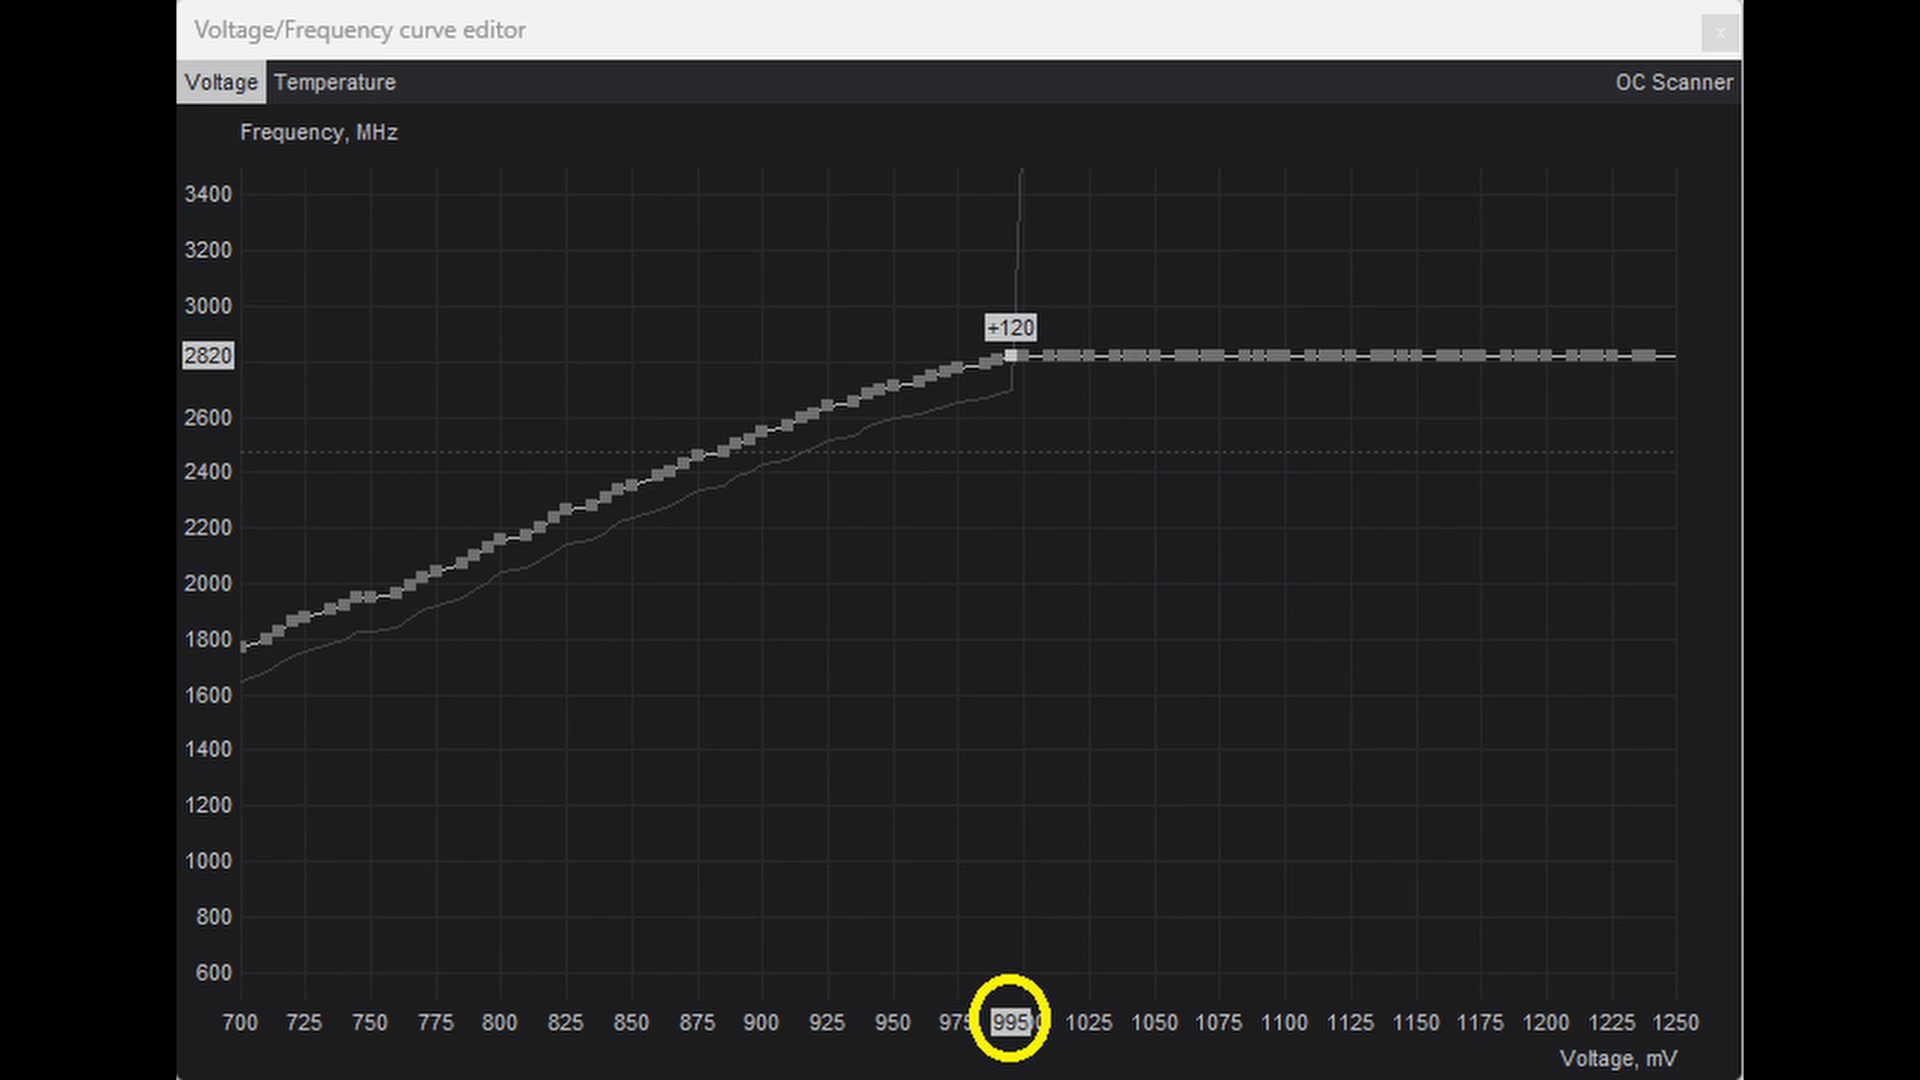 Voltage/Frequency curve editor
x
Voltage Temperature OC Scanner
Frequency, MHz
3400
3200
3000
+120
2820
2600
2400
2200
2000
1800
1600
1400
1200
1000
800
600
700 725 750 775 800 825 850 875 900 925 950 975 995 1025 1050 1075 1100 1125 1150 1175 1200 1225 1250
Voltage, mV